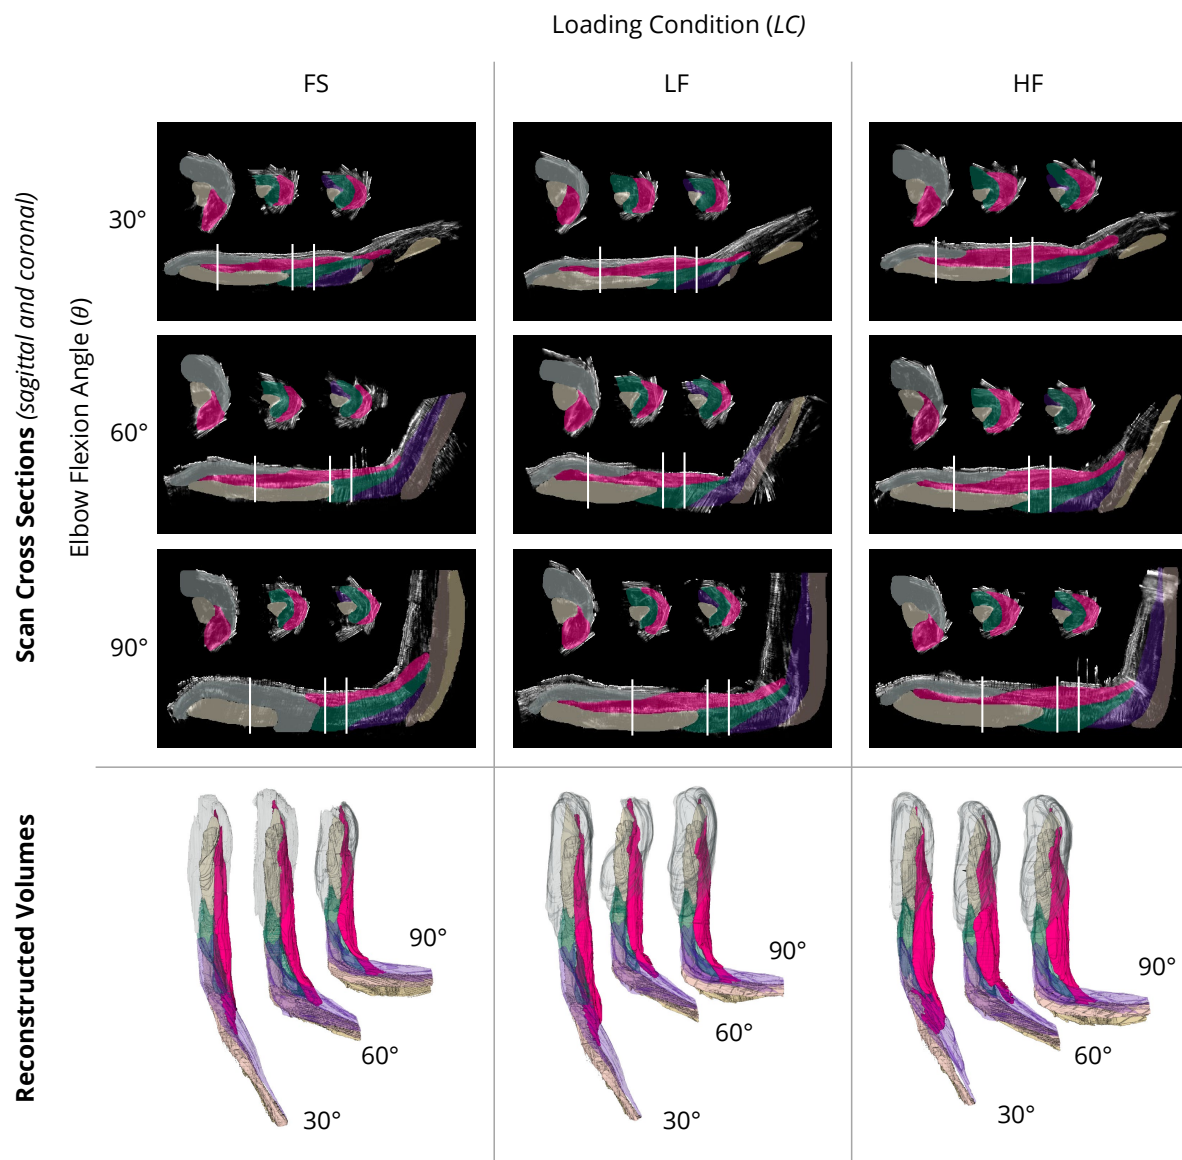 Loading Condition (LC)
FS
LF
HF
Scan Cross Sections (sagittal and coronal)
Elbow Flexion Angle (θ)
30°
60°
90°
Reconstructed Volumes
90°
60°
30°
90°
60°
30°
90°
60°
30°